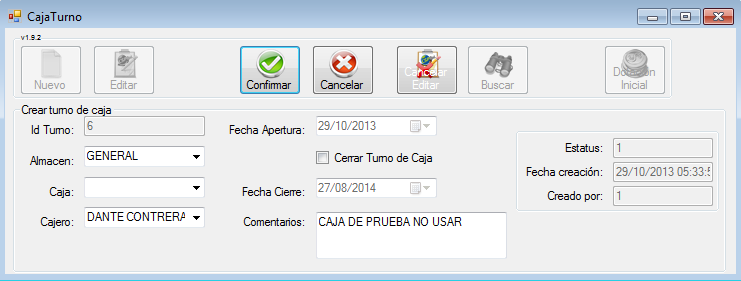 CajaTurno
v1.9.2
Nuevo
Editar
Confirmar
Cancelar
Cancelar
Editar
Buscar
Dotación
Inicial
Crear turno de caja
Id Turno: 6
Fecha Apertura: 29/10/2013
Estatus: 1
Almacen: GENERAL
Cerrar Turno de Caja
Fecha creación: 29/10/2013 05:33:5
Caja:
Fecha Cierre: 27/08/2014
Creado por: 1
Cajero: DANTE CONTRERA
Comentarios: CAJA DE PRUEBA NO USAR